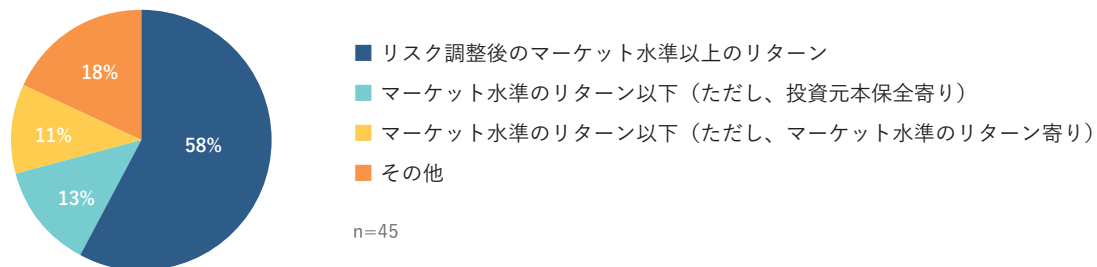 18%
11%
58%
13%
リスク調整後のマーケット水準以上のリターン
マーケット水準のリターン以下（ただし、投資元本保全寄り）
マーケット水準のリターン以下（ただし、マーケット水準のリターン寄り）
その他
n=45